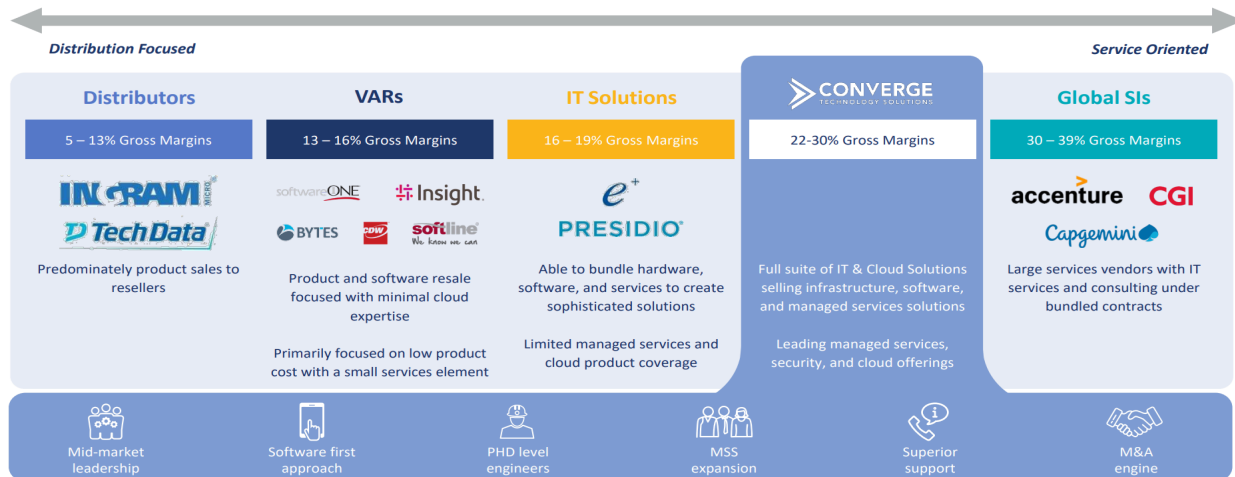 Distribution Focused
Service Oriented
Distributors
5 – 13% Gross Margins
INGRAM MICRO
TechData
Predominately product sales to
resellers
VARs
13 – 16% Gross Margins
softwareONE
Insight.
BYTES
CDW
softline
We know we can
Product and software resale
focused with minimal cloud
expertise
Primarily focused on low product
cost with a small services element
IT Solutions
16 – 19% Gross Margins
e+
PRESIDIO
Able to bundle hardware,
software, and services to create
sophisticated solutions
Limited managed services and
cloud product coverage
CONVERGE
TECHNOLOGY SOLUTIONS
22-30% Gross Margins
Full suite of IT & Cloud Solutions
selling infrastructure, software,
and managed services solutions
Leading managed services,
security, and cloud offerings
Global SIs
30 – 39% Gross Margins
accenture
CGI
Capgemini
Large services vendors with IT
services and consulting under
bundled contracts
Mid-market
leadership
Software first
approach
PHD level
engineers
MSS
expansion
Superior
support
M&A
engine